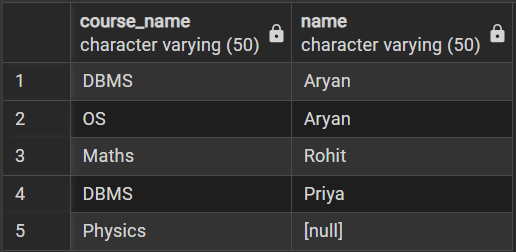 course_name name
character varying (50) character varying (50)
1 DBMS Aryan
2 OS Aryan
3 Maths Rohit
4 DBMS Priya
5 Physics [null]